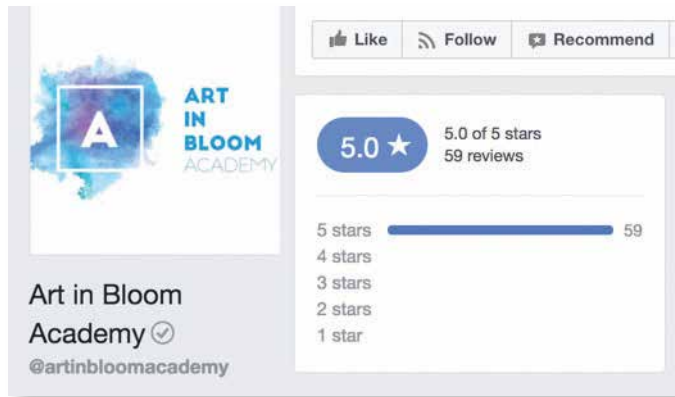 A
ART
IN
BLOOM
ACADEMY
Art in Bloom
Academy
@artinbloomacademy
Like Follow Recommend
5.0 ★ 5.0 of 5 stars
59 reviews
5 stars 59
4 stars
3 stars
2 stars
1 star